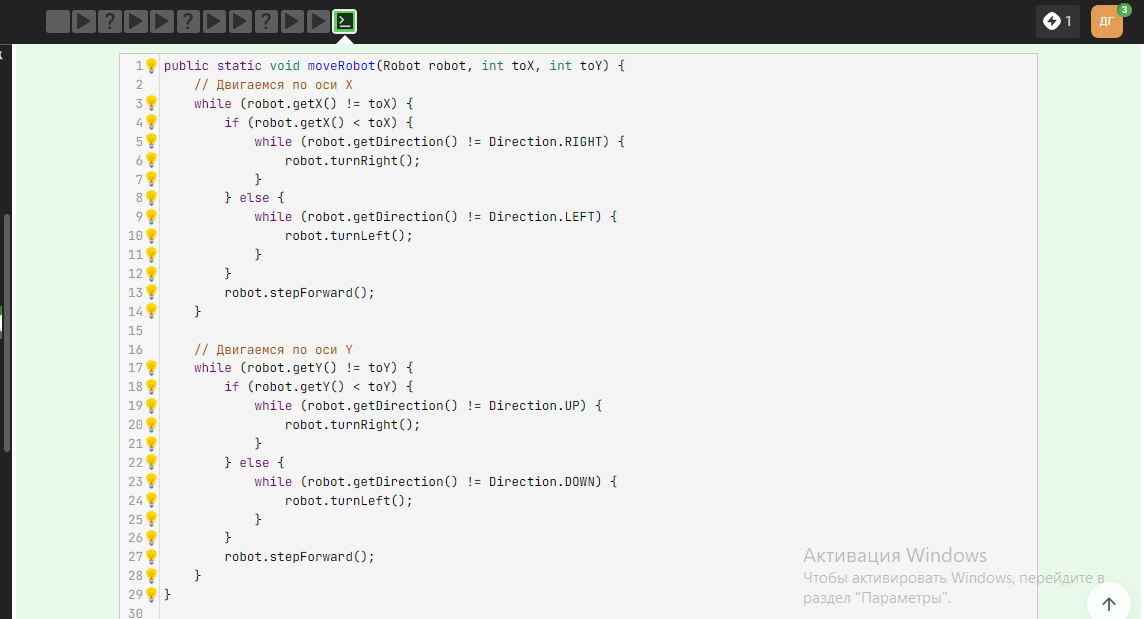 ? ? ? >_ 1 ДГ 3
1 public static void moveRobot(Robot robot, int toX, int toY) {
2 // Двигаемся по оси X
3 while (robot.getX() != toX) {
4 if (robot.getX() < toX) {
5 while (robot.getDirection() != Direction.RIGHT) {
6 robot.turnRight();
7 }
8 } else {
9 while (robot.getDirection() != Direction.LEFT) {
10 robot.turnLeft();
11 }
12 }
13 robot.stepForward();
14 }
15
16 // Двигаемся по оси Y
17 while (robot.getY() != toY) {
18 if (robot.getY() < toY) {
19 while (robot.getDirection() != Direction.UP) {
20 robot.turnRight();
21 }
22 } else {
23 while (robot.getDirection() != Direction.DOWN) {
24 robot.turnLeft();
25 }
26 }
27 robot.stepForward();
28 }
29 }
30
Активация Windows
Чтобы активировать Windows, перейдите в
раздел "Параметры".